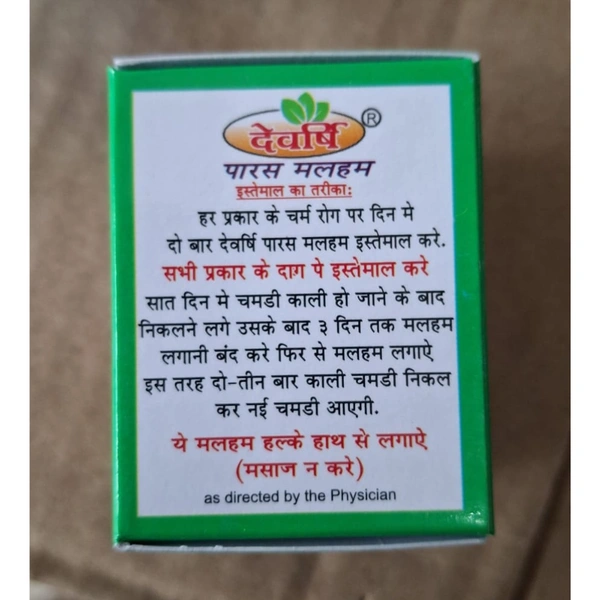 देवर्षि ®
पारस मलहम
इस्तेमाल का तरीका:
हर प्रकार के चर्म रोग पर दिन मे
दो बार देवर्षि पारस मलहम इस्तेमाल करे.
सभी प्रकार के दाग पे इस्तेमाल करे
सात दिन मे चमडी काली हो जाने के बाद
निकलने लगे उसके बाद ३ दिन तक मलहम
लगानी बंद करे फिर से मलहम लगाऐ
इस तरह दो-तीन बार काली चमडी निकल
कर नई चमडी आएगी.
ये मलहम हल्के हाथ से लगाऐ
(मसाज न करे)
as directed by the Physician